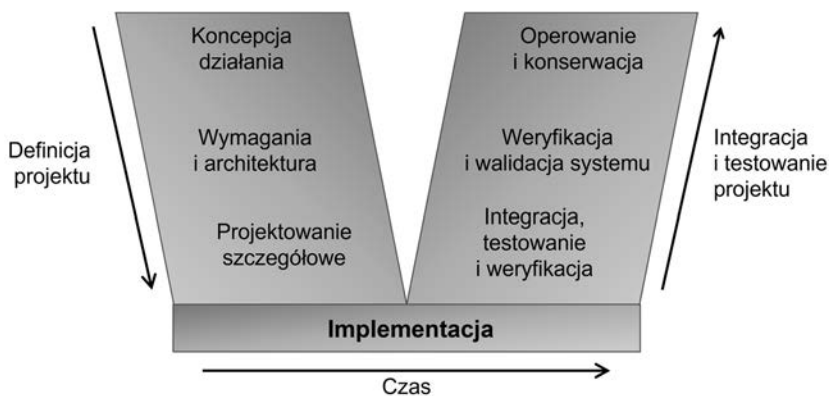 Koncepcja
działania
Wymagania
i architektura
Projektowanie
szczegółowe
Definicja
projektu
Operowanie
i konserwacja
Weryfikacja
i walidacja systemu
Integracja,
testowanie
i weryfikacja
Integracja
i testowanie
projektu
Implementacja
Czas